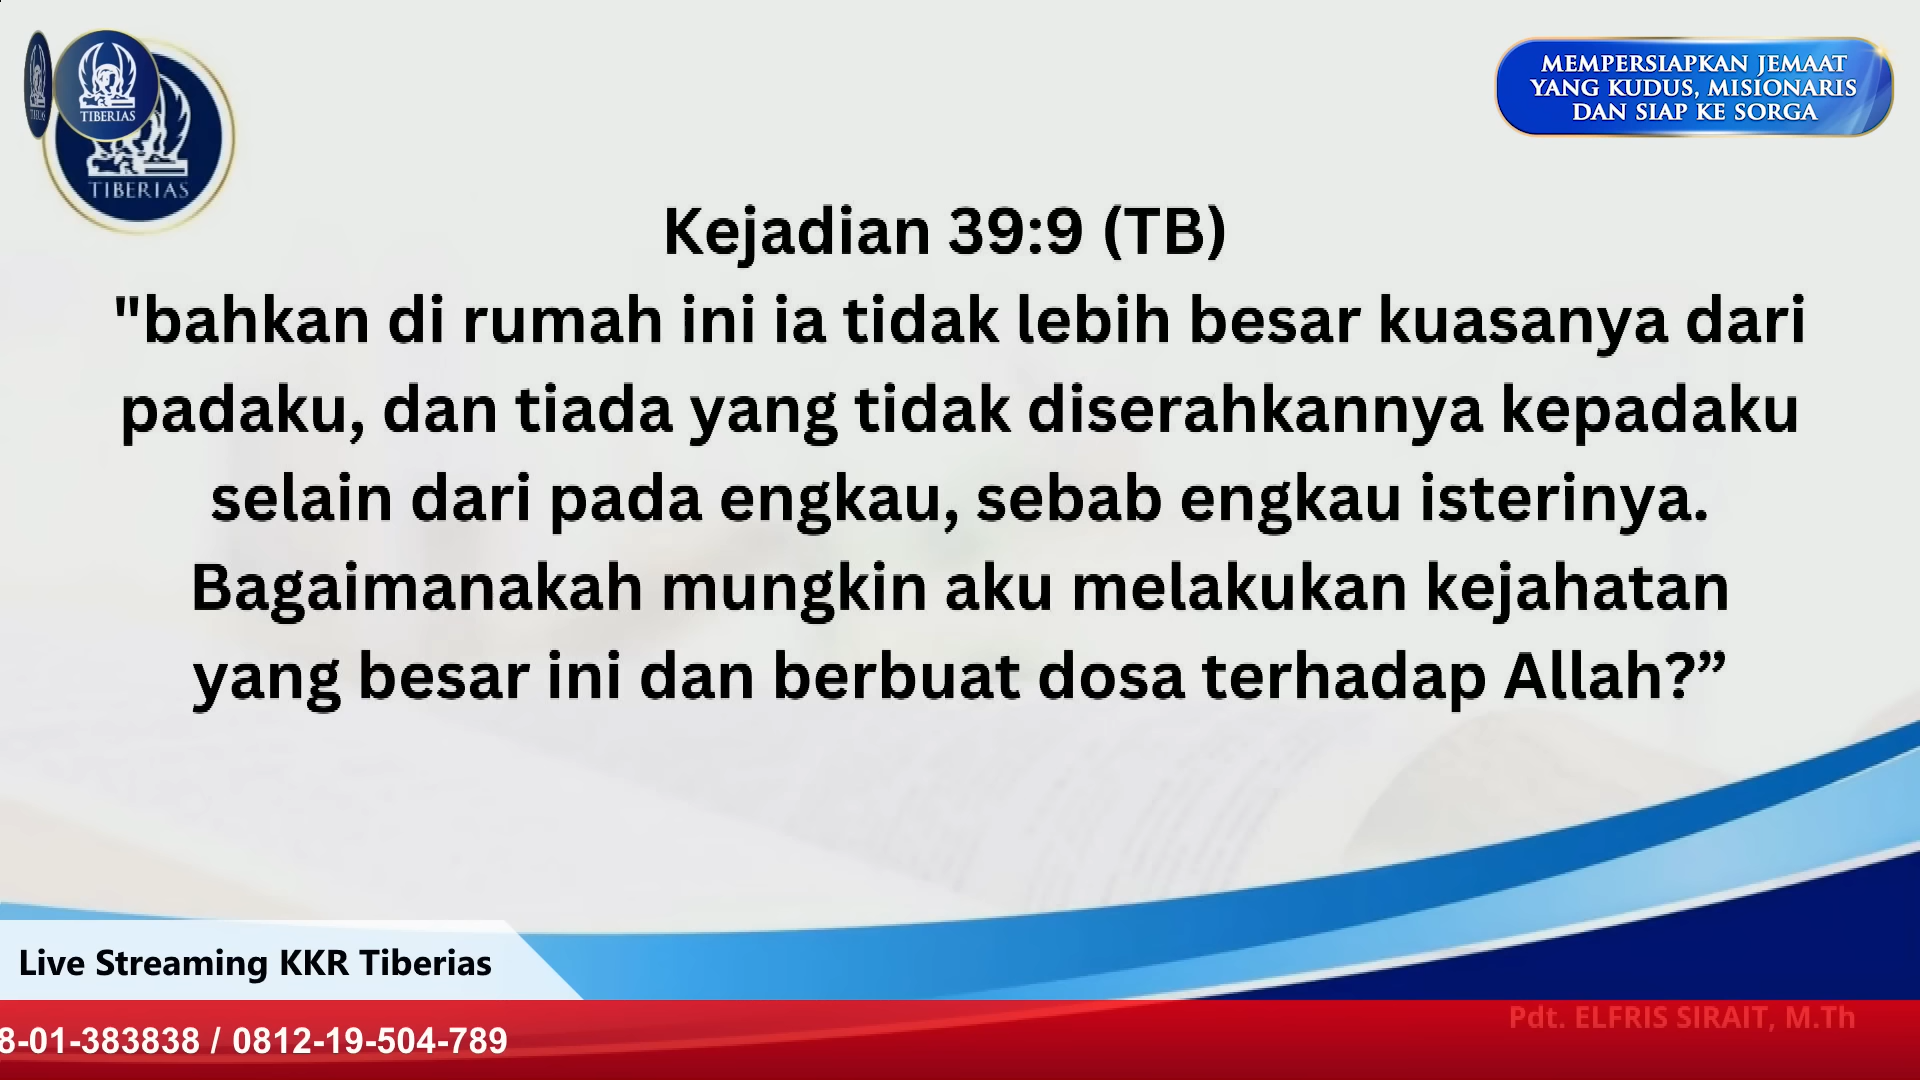 TIBERIAS
TIBERIAS
MEMPERSIAPKAN JEMAAT
YANG KUDUS, MISIONARIS
DAN SIAP KE SORGA
Kejadian 39:9 (TB)
"bahkan di rumah ini ia tidak lebih besar kuasanya dari
padaku, dan tiada yang tidak diserahkannya kepadaku
selain dari pada engkau, sebab engkau isterinya.
Bagaimanakah mungkin aku melakukan kejahatan
yang besar ini dan berbuat dosa terhadap Allah?”
Live Streaming KKR Tiberias
Pdt. ELFRIS SIRAIT, M.Th
8-01-383838 / 0812-19-504-789